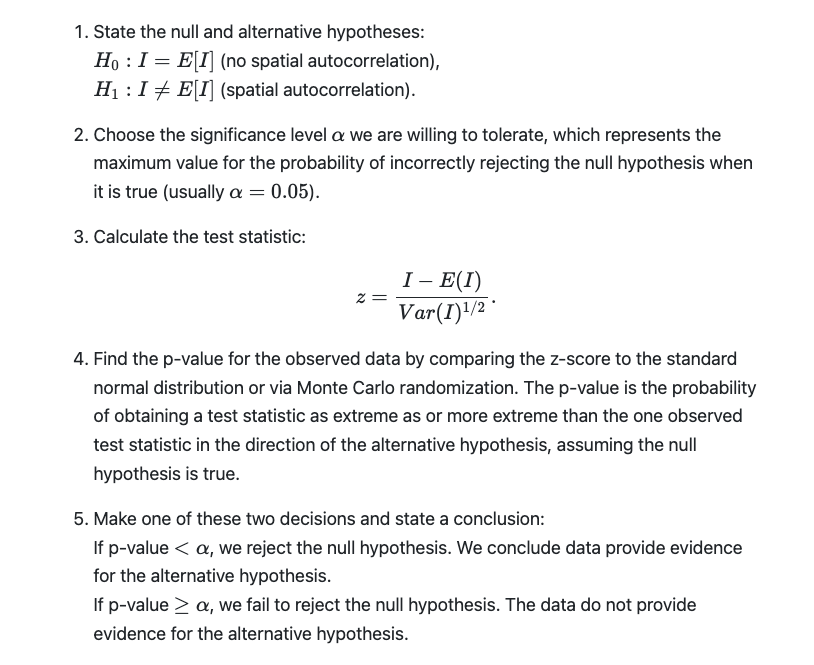 1. State the null and alternative hypotheses:
H₀ : I = E[I] (no spatial autocorrelation),
H₁ : I ≠ E[I] (spatial autocorrelation).
2. Choose the significance level α we are willing to tolerate, which represents the
maximum value for the probability of incorrectly rejecting the null hypothesis when
it is true (usually α = 0.05).
3. Calculate the test statistic:
z = \frac{I − E(I)}{Var(I)^{1/2}}.
4. Find the p-value for the observed data by comparing the z-score to the standard
normal distribution or via Monte Carlo randomization. The p-value is the probability
of obtaining a test statistic as extreme as or more extreme than the one observed
test statistic in the direction of the alternative hypothesis, assuming the null
hypothesis is true.
5. Make one of these two decisions and state a conclusion:
If p-value < α, we reject the null hypothesis. We conclude data provide evidence
for the alternative hypothesis.
If p-value ≥ α, we fail to reject the null hypothesis. The data do not provide
evidence for the alternative hypothesis.